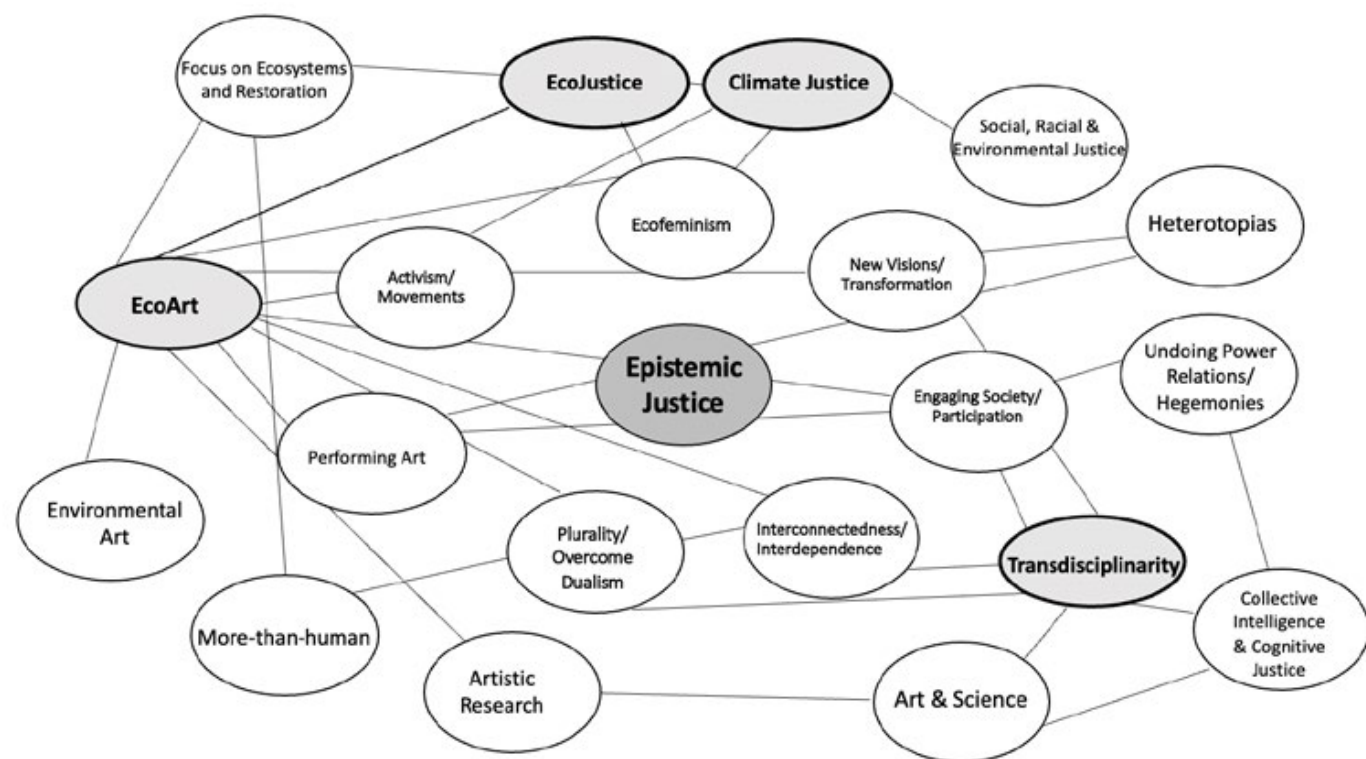 Focus on Ecosystems
and Restoration
EcoJustice
Climate Justice
Social, Racial &
Environmental Justice
Ecofeminism
Heterotopias
Activism/
Movements
New Visions/
Transformation
EcoArt
Epistemic
Justice
Undoing Power
Relations/
Hegemonies
Engaging Society/
Participation
Performing Art
Environmental
Art
Plurality/
Overcome
Dualism
Interconnectedness/
Interdependence
Transdisciplinarity
More-than-human
Collective
Intelligence
& Cognitive
Justice
Artistic
Research
Art & Science